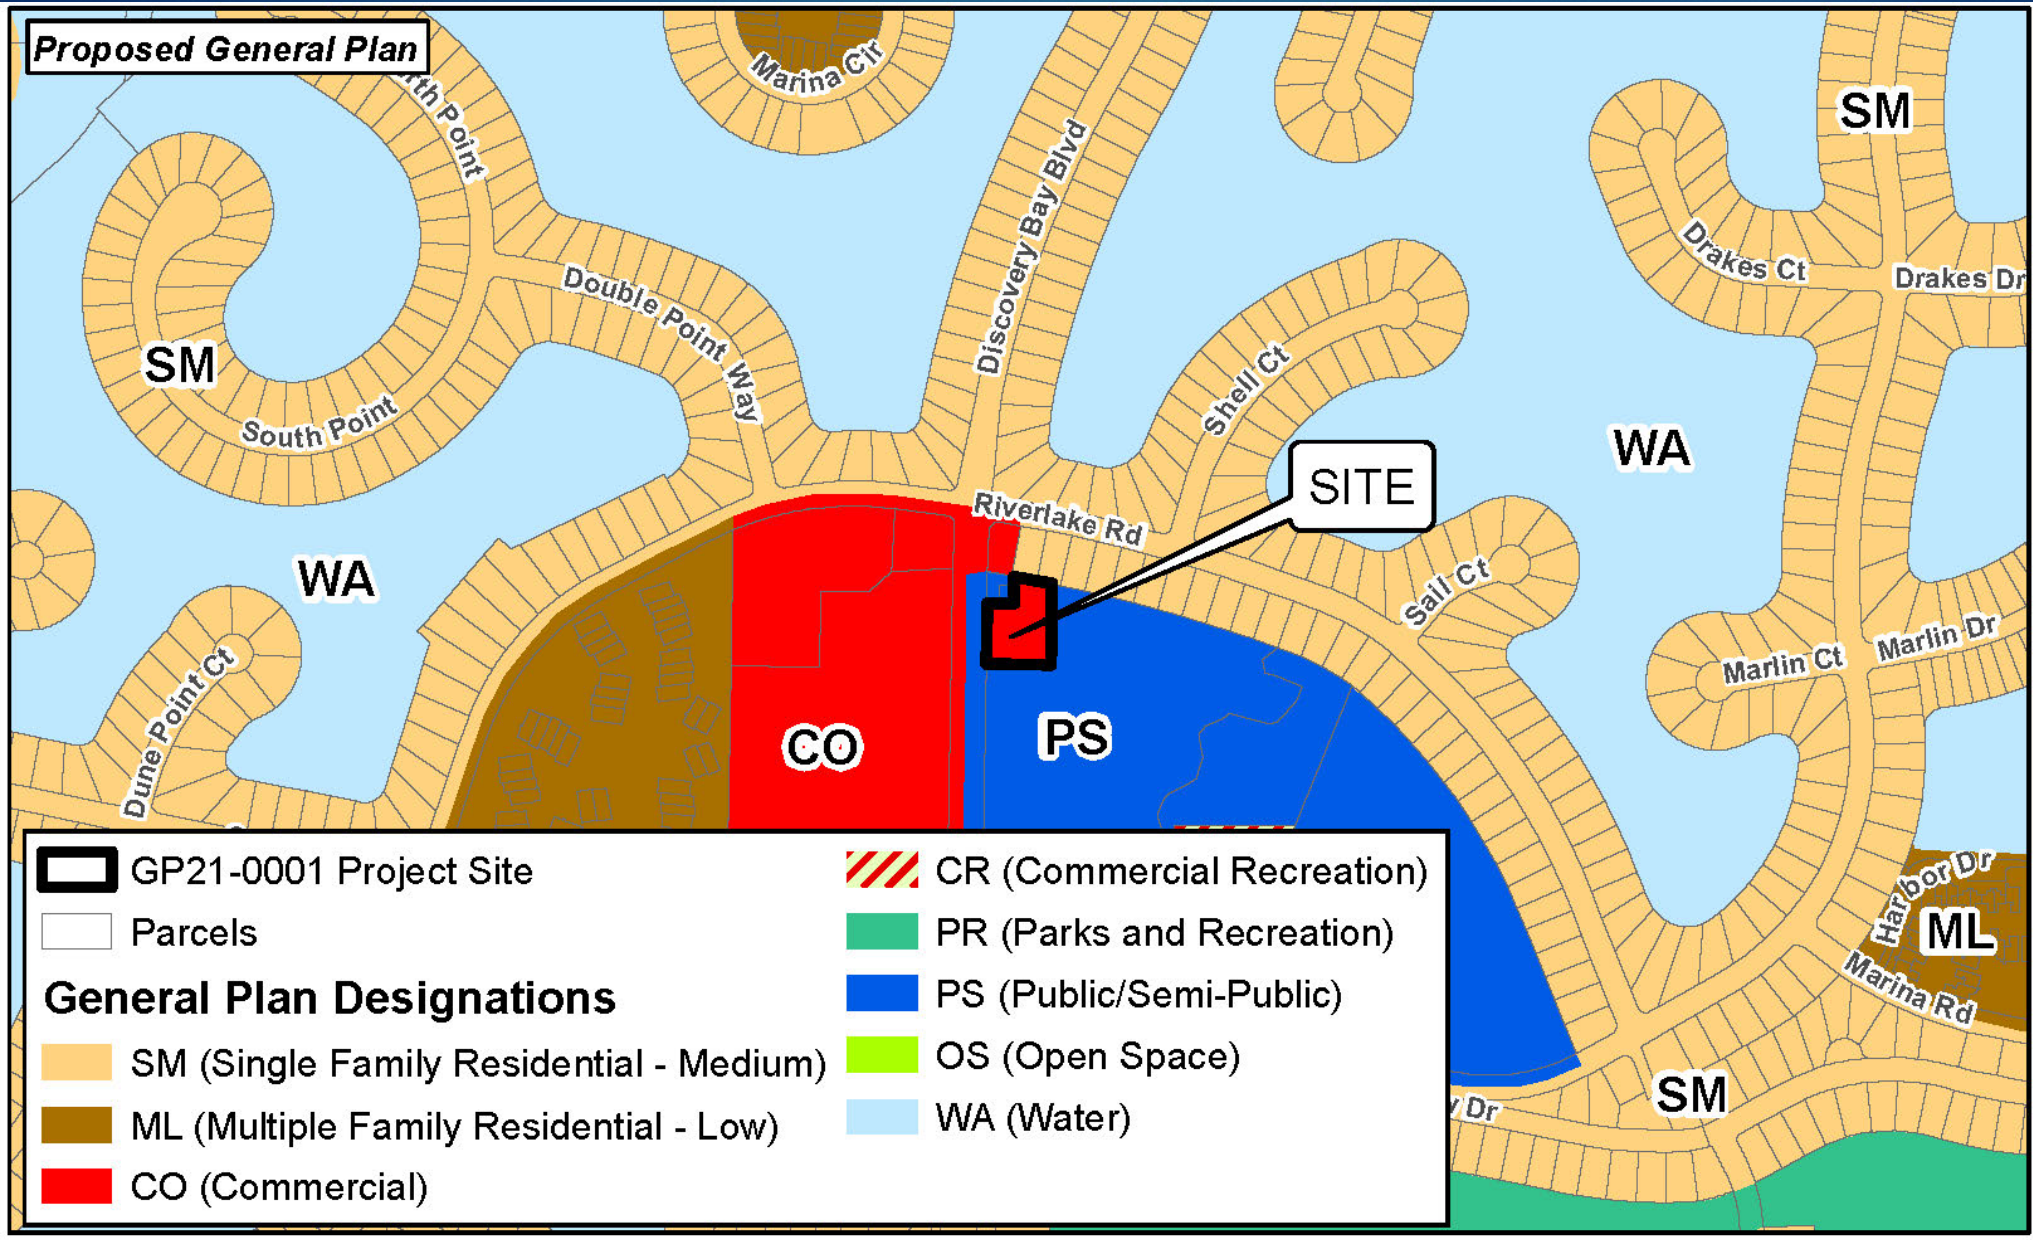 Proposed General Plan
Marina Cir
Point
SM
Discovery Bay Blvd
Drakes Ct
Drakes Dr
Double Point Way
SM
South Point
Shell Ct
WA
SITE
Riverlake Rd
WA
Sail Ct
Marlin Dr
Marlin Ct
Dune Point Ct
CO
PS
Harbor Dr
ML
Marina Rd
SM
Dr
GP21-0001 Project Site
Parcels
General Plan Designations
SM (Single Family Residential - Medium)
ML (Multiple Family Residential - Low)
CO (Commercial)
CR (Commercial Recreation)
PR (Parks and Recreation)
PS (Public/Semi-Public)
OS (Open Space)
WA (Water)